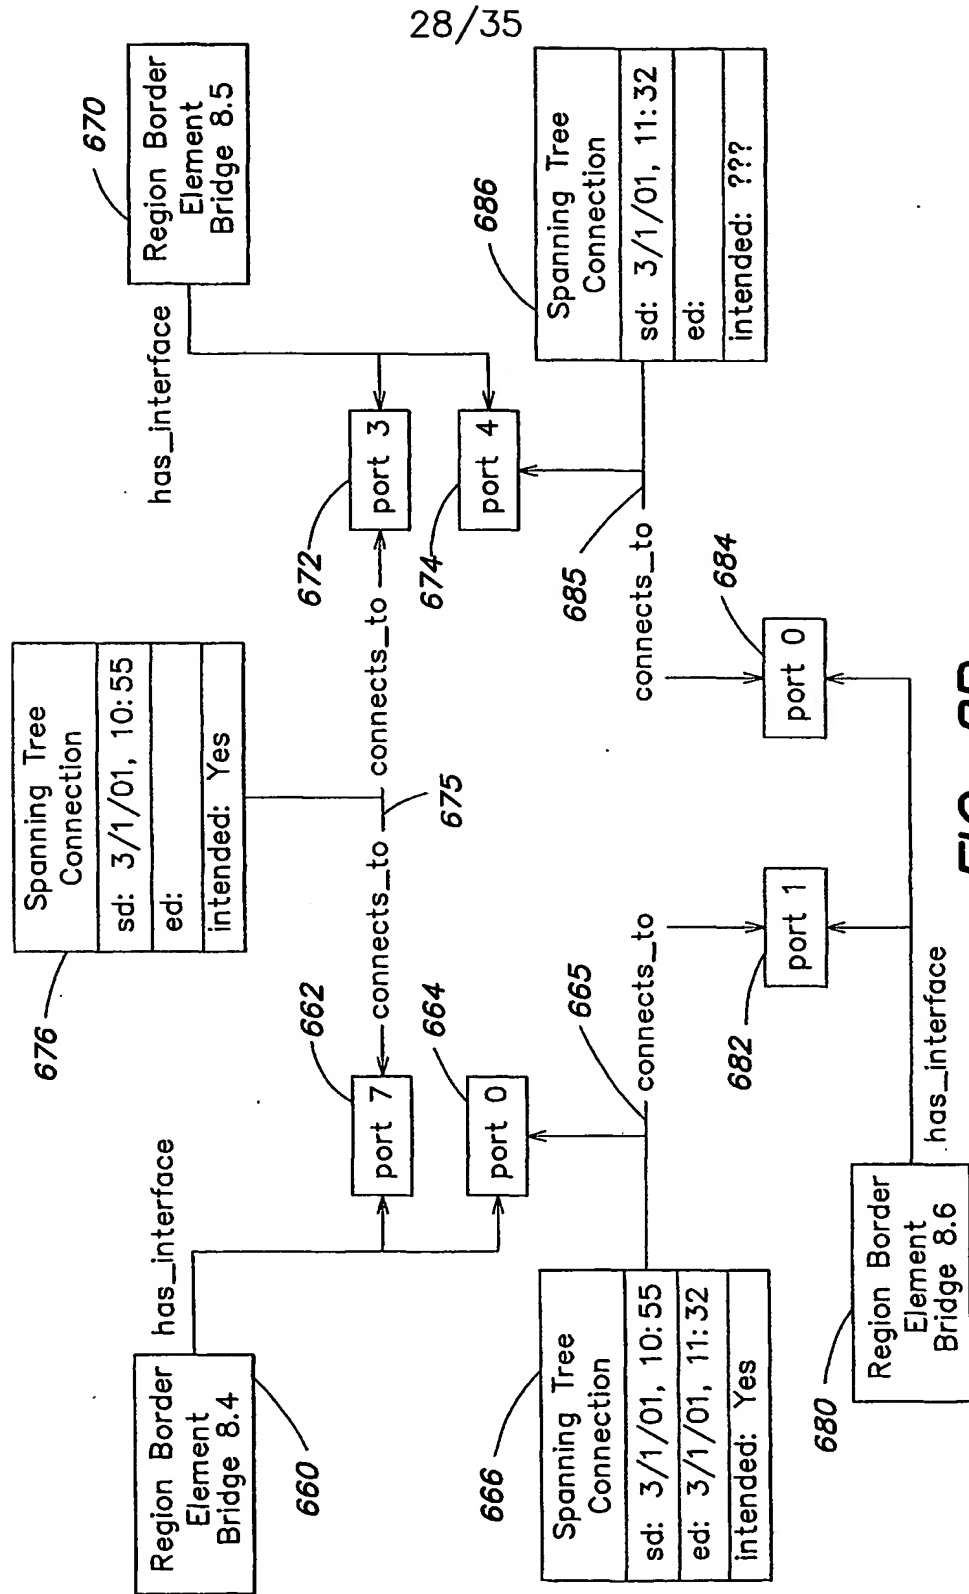 28/35
Region Border
Element
Bridge 8.4
660
has_interface
port 7
662
port 0
664
Spanning Tree
Connection
sd: 3/1/01, 10:55
ed: 3/1/01, 11:32
intended: Yes
666
665
connects_to
Spanning Tree
Connection
sd: 3/1/01, 10:55
ed:
intended: Yes
676
connects_to
675
connects_to
Region Border
Element
Bridge 8.5
670
has_interface
port 3
672
port 4
674
Spanning Tree
Connection
sd: 3/1/01, 11:32
ed:
intended: ???
686
685
connects_to
port 1
682
port 0
684
Region Border
Element
Bridge 8.6
680
has_interface